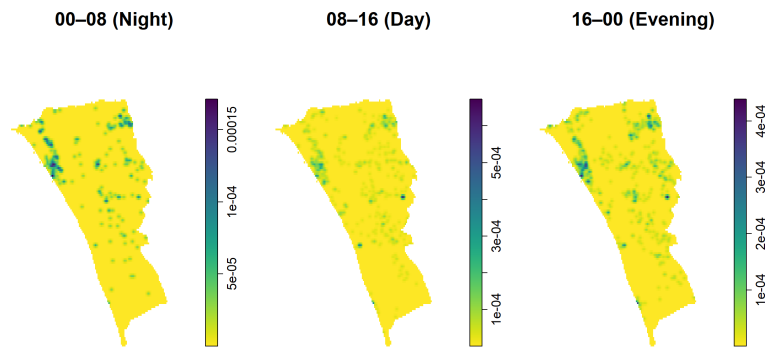 00–08 (Night)
08–16 (Day)
16–00 (Evening)
0.00015
1e-04
5e-05
5e-04
3e-04
1e-04
4e-04
3e-04
2e-04
1e-04